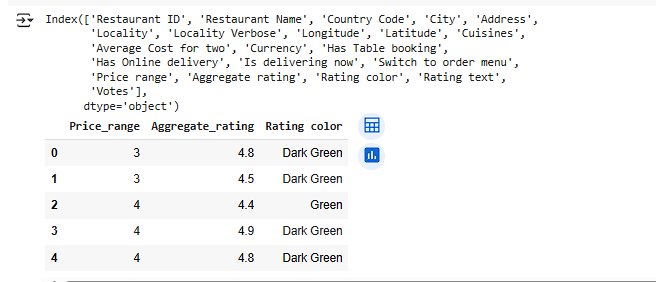 Index(['Restaurant ID', 'Restaurant Name', 'Country Code', 'City', 'Address',
'Locality', 'Locality Verbose', 'Longitude', 'Latitude', 'Cuisines',
'Average Cost for two', 'Currency', 'Has Table booking',
'Has Online delivery', 'Is delivering now', 'Switch to order menu',
'Price range', 'Aggregate rating', 'Rating color', 'Rating text',
'Votes'],
dtype='object')
Price_range Aggregate_rating Rating color
0 3 4.8 Dark Green
1 3 4.5 Dark Green
2 4 4.4 Green
3 4 4.9 Dark Green
4 4 4.8 Dark Green